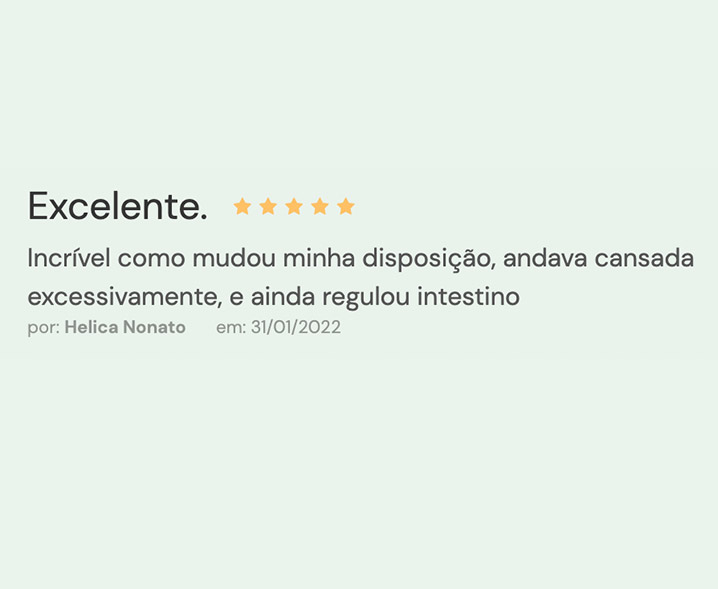 Excelente.
Incrível como mudou minha disposição, andava cansada
excessivamente, e ainda regulou intestino
por: Helica Nonato em: 31/01/2022